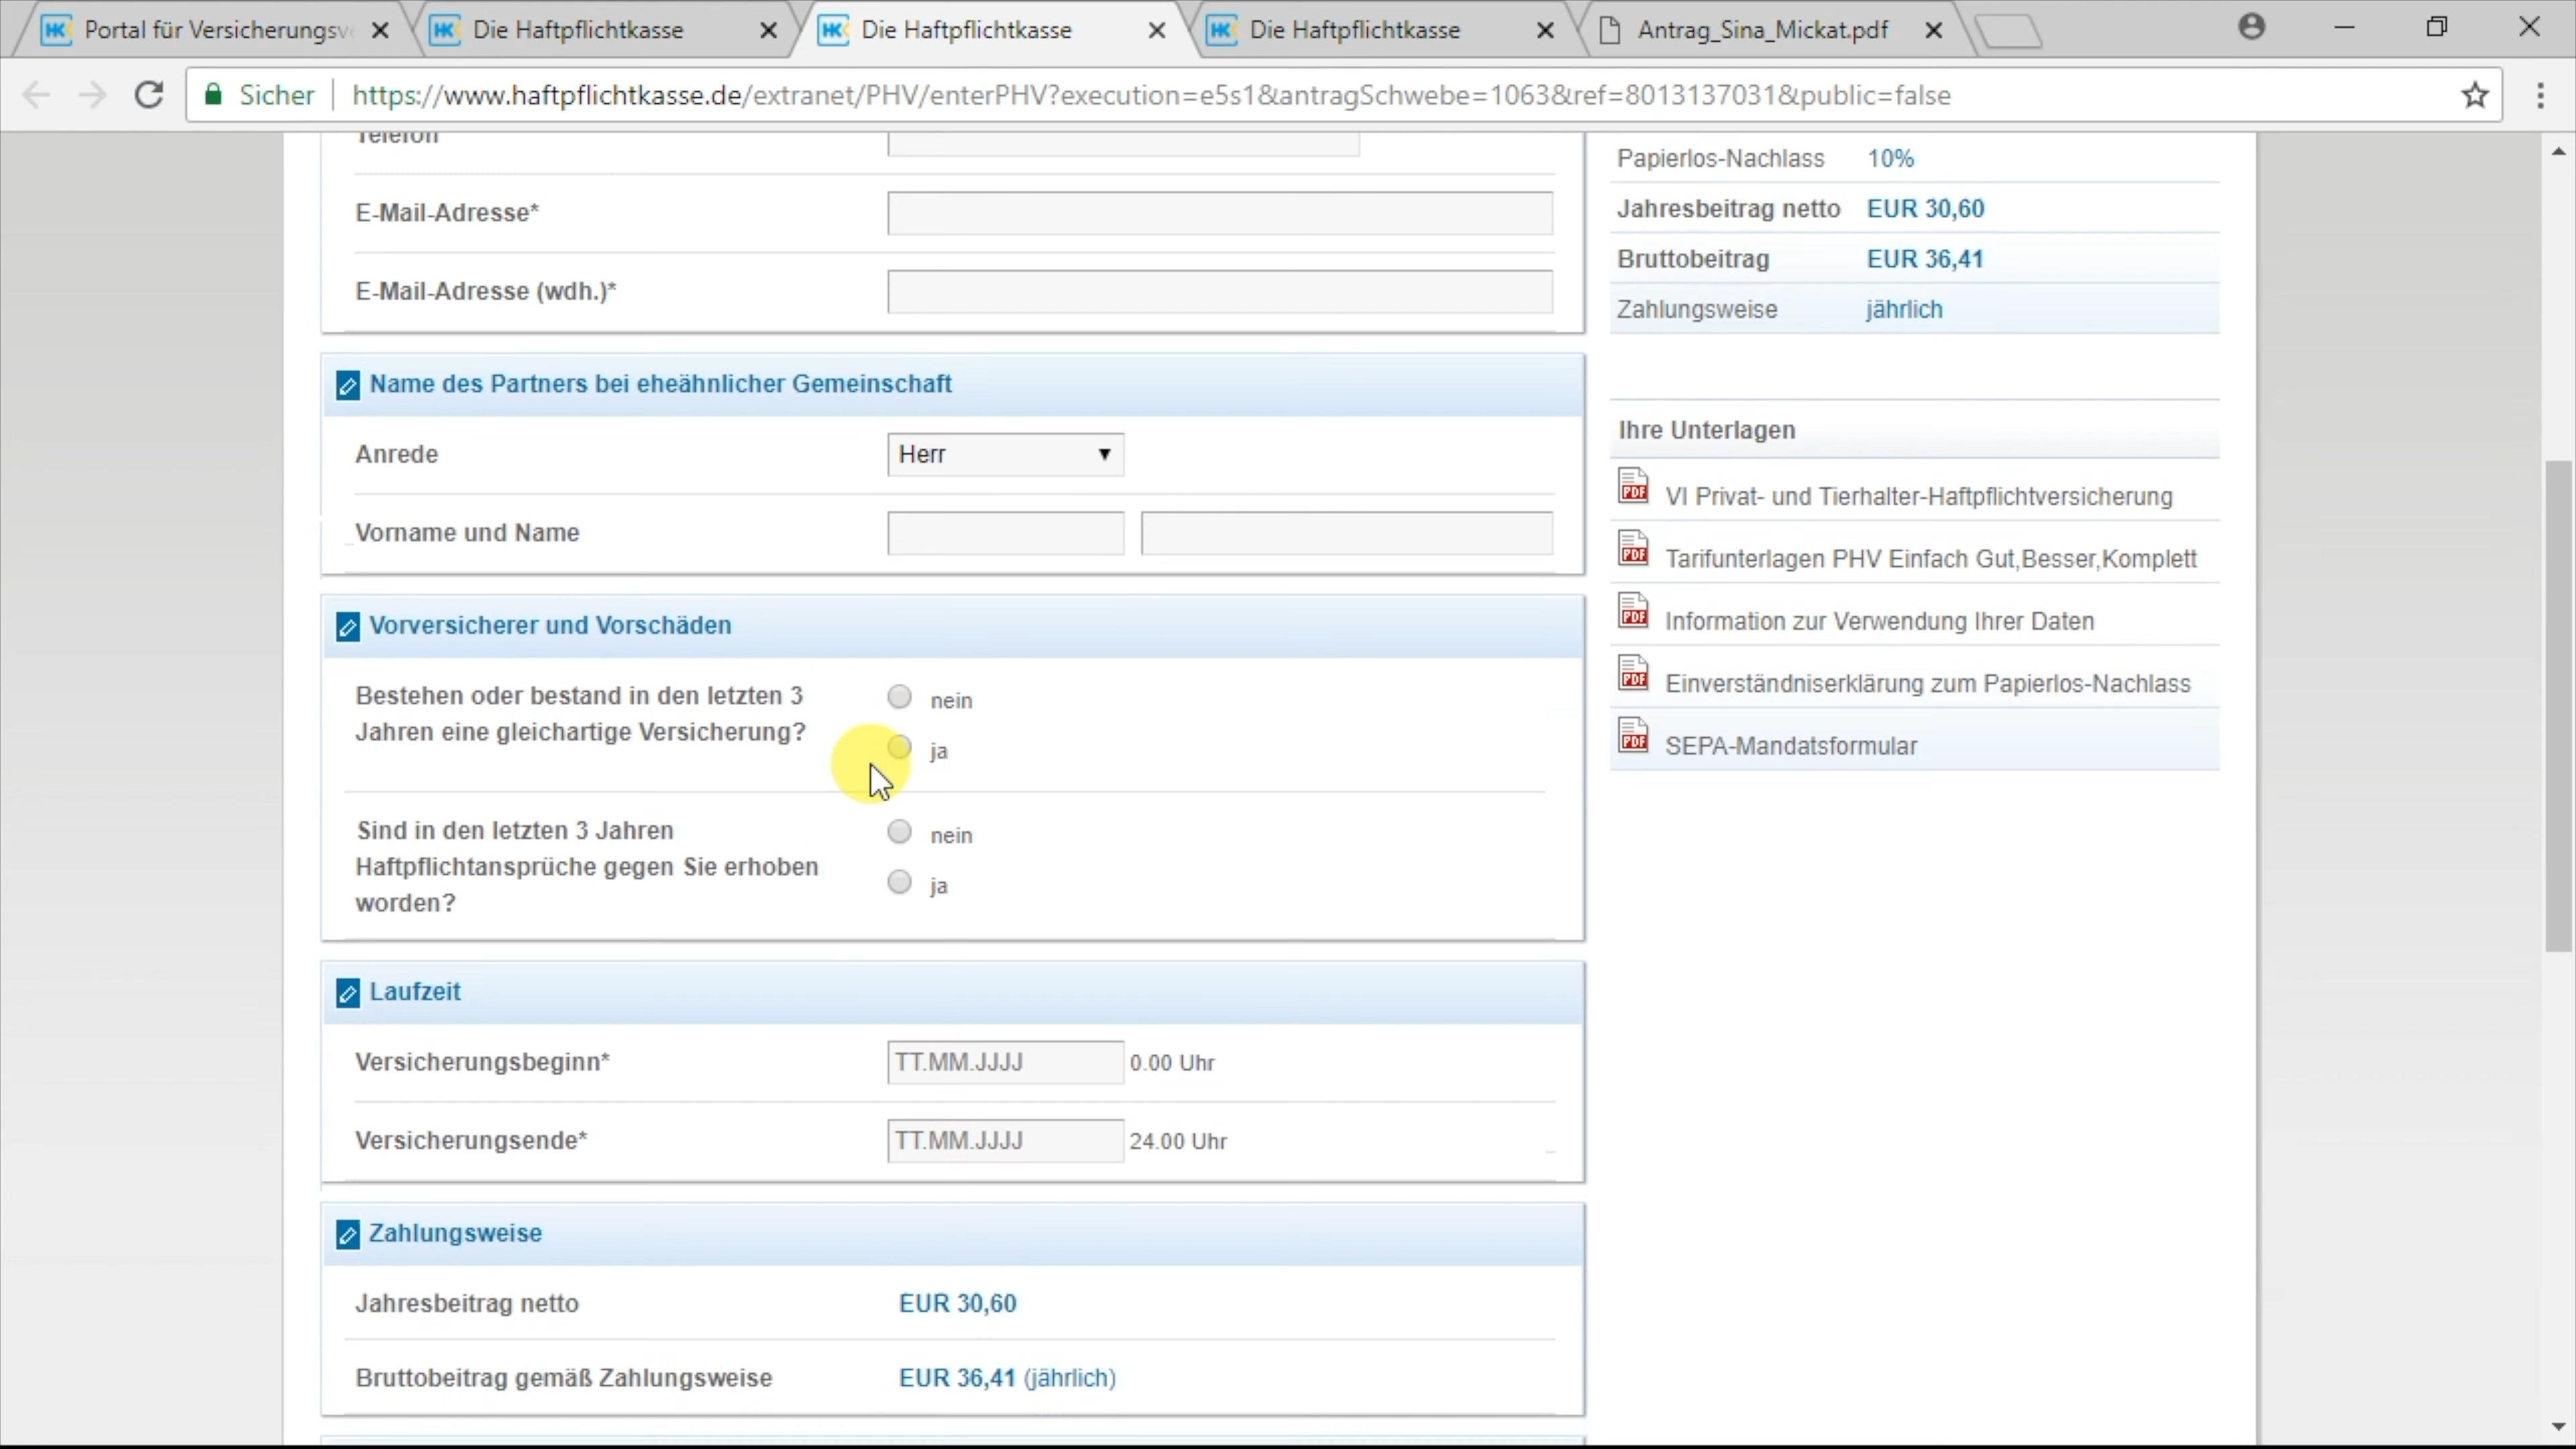 Portal für Versicherungsve
Die Haftpflichtkasse
Die Haftpflichtkasse
Die Haftpflichtkasse
Antrag_Sina_Mickat.pdf
Sicher
https://www.haftpflichtkasse.de/extranet/PHV/enterPHV?execution=e5s1&antragSchwebe=1063&ref=8013137031&public=false
Telefon
E-Mail-Adresse*
E-Mail-Adresse (wdh.)*
Name des Partners bei eheähnlicher Gemeinschaft
Anrede Herr
Vorname und Name
Vorversicherer und Vorschäden
Bestehen oder bestand in den letzten 3
Jahren eine gleichartige Versicherung?
nein
ja
Sind in den letzten 3 Jahren
Haftpflichtansprüche gegen Sie erhoben
worden?
nein
ja
Laufzeit
Versicherungsbeginn* TT.MM.JJJJ 0.00 Uhr
Versicherungsende* TT.MM.JJJJ 24.00 Uhr
Zahlungsweise
Jahresbeitrag netto EUR 30,60
Bruttobeitrag gemäß Zahlungsweise EUR 36,41 (jährlich)
Papierlos-Nachlass 10%
Jahresbeitrag netto EUR 30,60
Bruttobeitrag EUR 36,41
Zahlungsweise jährlich
Ihre Unterlagen
PDF VI Privat- und Tierhalter-Haftpflichtversicherung
PDF Tarifunterlagen PHV Einfach Gut,Besser,Komplett
PDF Information zur Verwendung Ihrer Daten
PDF Einverständniserklärung zum Papierlos-Nachlass
PDF SEPA-Mandatsformular